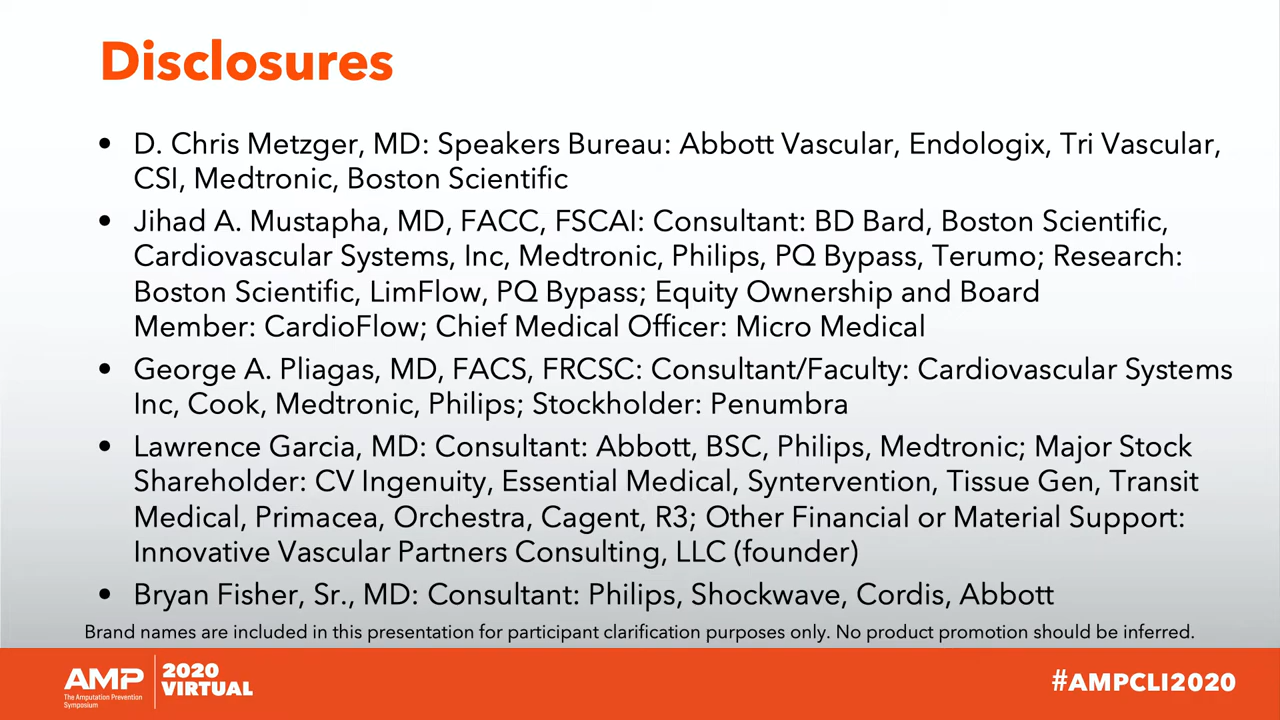 Disclosures
• D. Chris Metzger, MD: Speakers Bureau: Abbott Vascular, Endologix, Tri Vascular,
CSI, Medtronic, Boston Scientific
• Jihad A. Mustapha, MD, FACC, FSCAI: Consultant: BD Bard, Boston Scientific,
Cardiovascular Systems, Inc, Medtronic, Philips, PQ Bypass, Terumo; Research:
Boston Scientific, LimFlow, PQ Bypass; Equity Ownership and Board
Member: CardioFlow; Chief Medical Officer: Micro Medical
• George A. Pliagas, MD, FACS, FRCSC: Consultant/Faculty: Cardiovascular Systems
Inc, Cook, Medtronic, Philips; Stockholder: Penumbra
• Lawrence Garcia, MD: Consultant: Abbott, BSC, Philips, Medtronic; Major Stock
Shareholder: CV Ingenuity, Essential Medical, Syntervention, Tissue Gen, Transit
Medical, Primacea, Orchestra, Cagent, R3; Other Financial or Material Support:
Innovative Vascular Partners Consulting, LLC (founder)
• Bryan Fisher, Sr., MD: Consultant: Philips, Shockwave, Cordis, Abbott
Brand names are included in this presentation for participant clarification purposes only. No product promotion should be inferred.
AMP
The Amputation Prevention
Symposium
2020
VIRTUAL
#AMPCLI2020